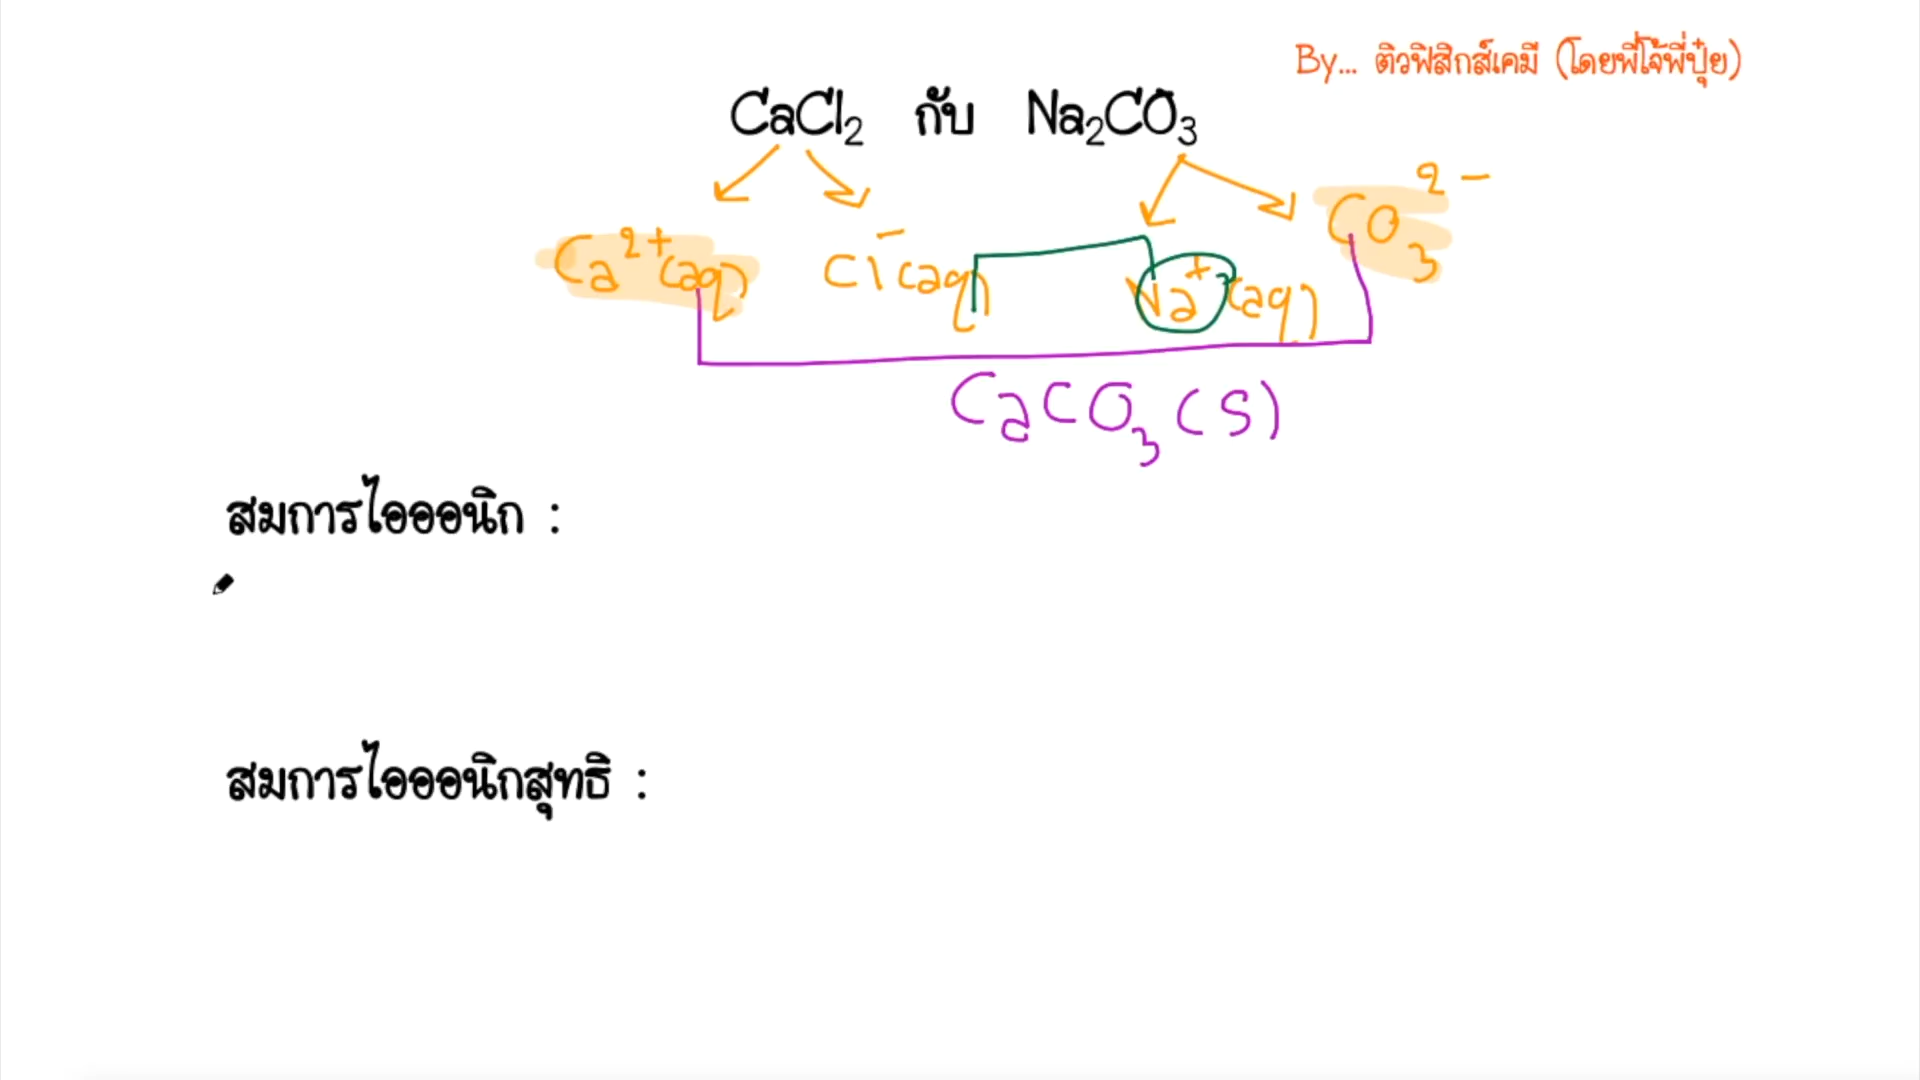 By... ติวฟิสิกส์เคมี (โดยพี่โจ้พี่ปุ๋ย)
CaCl₂ กับ Na₂CO₃
Ca²⁺(aq) Cl⁻(aq) Na⁺(aq) CO₃²⁻
CaCO₃(s)
สมการไอออนิก :
สมการไอออนิกสุทธิ :